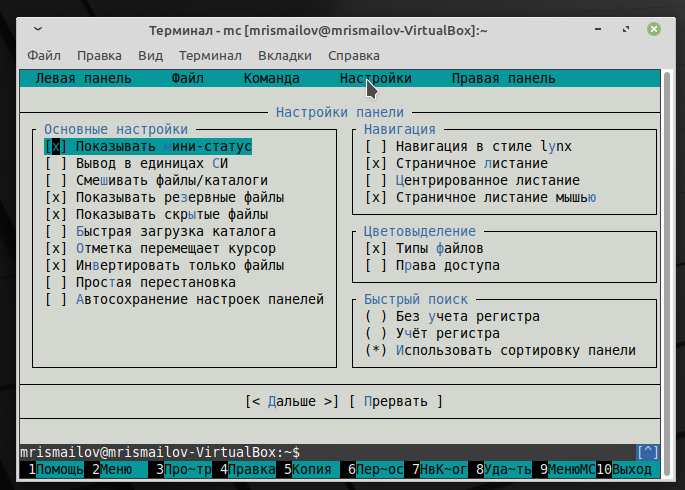 Терминал - mc [mrismailov@mrismailov-VirtualBox]:~
Файл Правка Вид Терминал Вкладки Справка
Левая панель Файл Команда Настройки Правая панель
Настройки панели
Основные настройки
[x] Показывать мини-статус
[ ] Вывод в единицах СИ
[ ] Смешивать файлы/каталоги
[x] Показывать резервные файлы
[x] Показывать скрытые файлы
[ ] Быстрая загрузка каталога
[x] Отметка перемещает курсор
[x] Инвертировать только файлы
[ ] Простая перестановка
[ ] Автосохранение настроек панелей
Навигация
[ ] Навигация в стиле lynx
[x] Страничное листание
[ ] Центрированное листание
[x] Страничное листание мышью
Цветовыделение
[x] Типы файлов
[ ] Права доступа
Быстрый поиск
( ) Без учета регистра
( ) Учёт регистра
(*) Использовать сортировку панели
[< Дальше >] [ Прервать ]
mrismailov@mrismailov-VirtualBox:~$ [^]
1Помощь 2Меню 3Про~тр 4Правка 5Копия 6Пер~ос 7НвК~ог 8Уда~ть 9МенюMC 10Выход